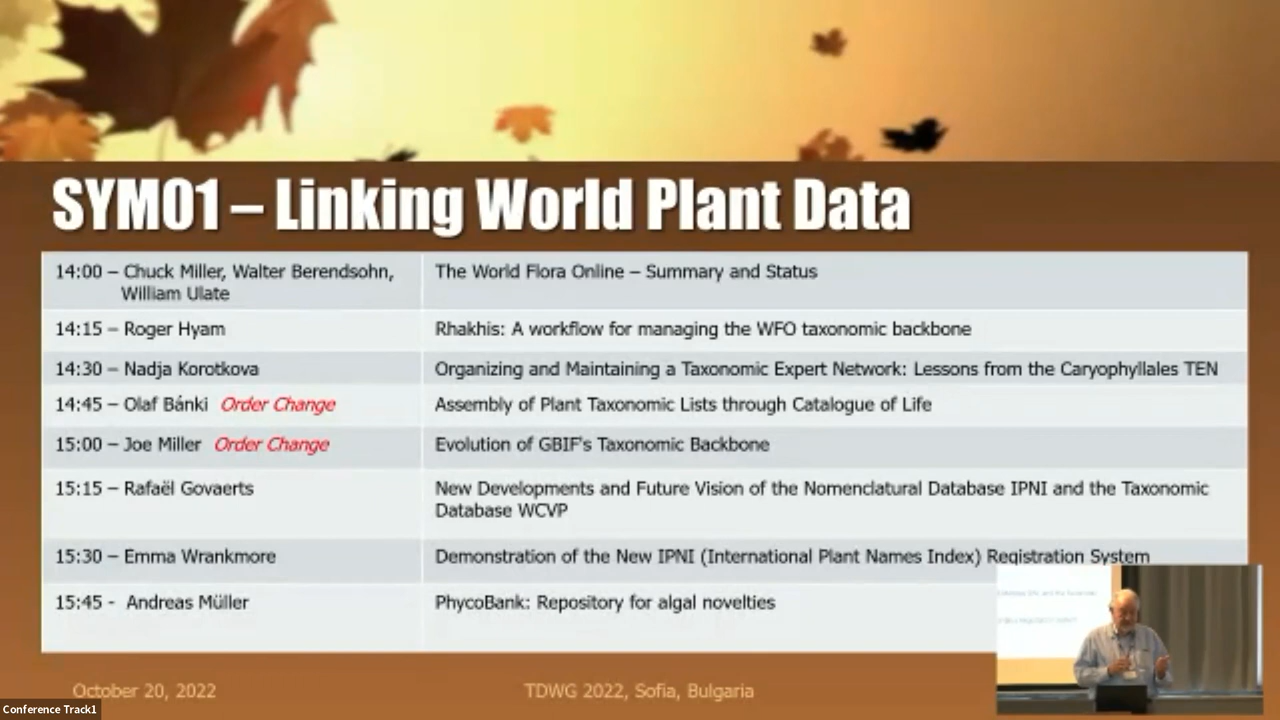 SYM01 – Linking World Plant Data
14:00 – Chuck Miller, Walter Berendsohn,
William Ulate
The World Flora Online – Summary and Status
14:15 – Roger Hyam
Rhakhis: A workflow for managing the WFO taxonomic backbone
14:30 – Nadja Korotkova
Organizing and Maintaining a Taxonomic Expert Network: Lessons from the Caryophyllales TEN
14:45 – Olaf Bánki Order Change
Assembly of Plant Taxonomic Lists through Catalogue of Life
15:00 – Joe Miller Order Change
Evolution of GBIF's Taxonomic Backbone
15:15 – Rafaël Govaerts
New Developments and Future Vision of the Nomenclatural Database IPNI and the Taxonomic
Database WCVP
15:30 – Emma Wrankmore
Demonstration of the New IPNI (International Plant Names Index) Registration System
15:45 - Andreas Müller
PhycoBank: Repository for algal novelties
October 20, 2022
TDWG 2022, Sofia, Bulgaria
Conference Track1